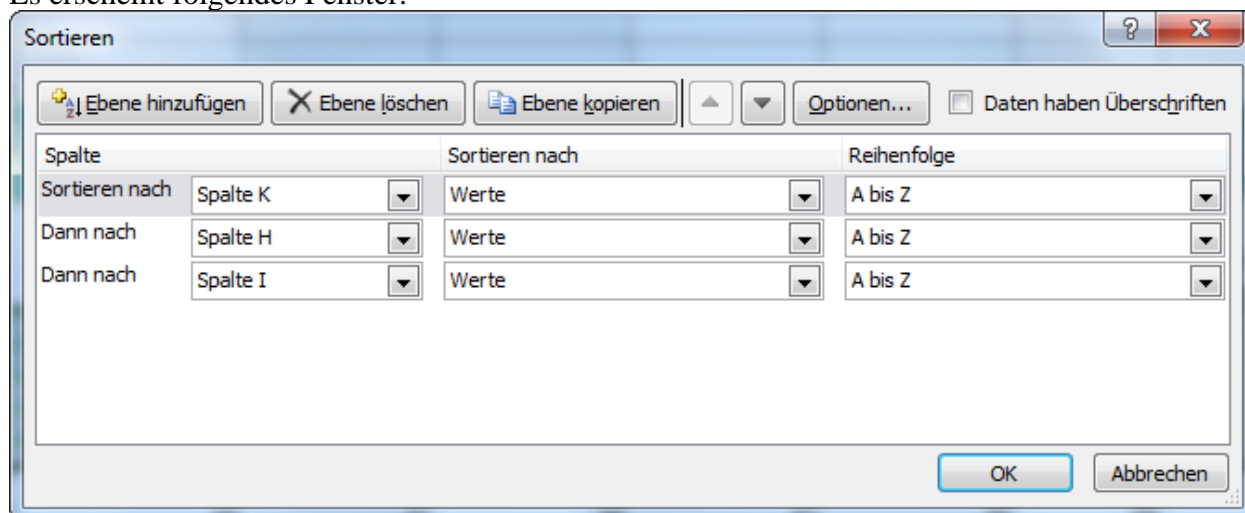 Es erscheint folgendes Fenster:
Sortieren
Ebene hinzufügen Ebene löschen Ebene kopieren Optionen... Daten haben Überschriften
Spalte Sortieren nach Reihenfolge
Sortieren nach Spalte K Werte A bis Z
Dann nach Spalte H Werte A bis Z
Dann nach Spalte I Werte A bis Z
OK Abbrechen